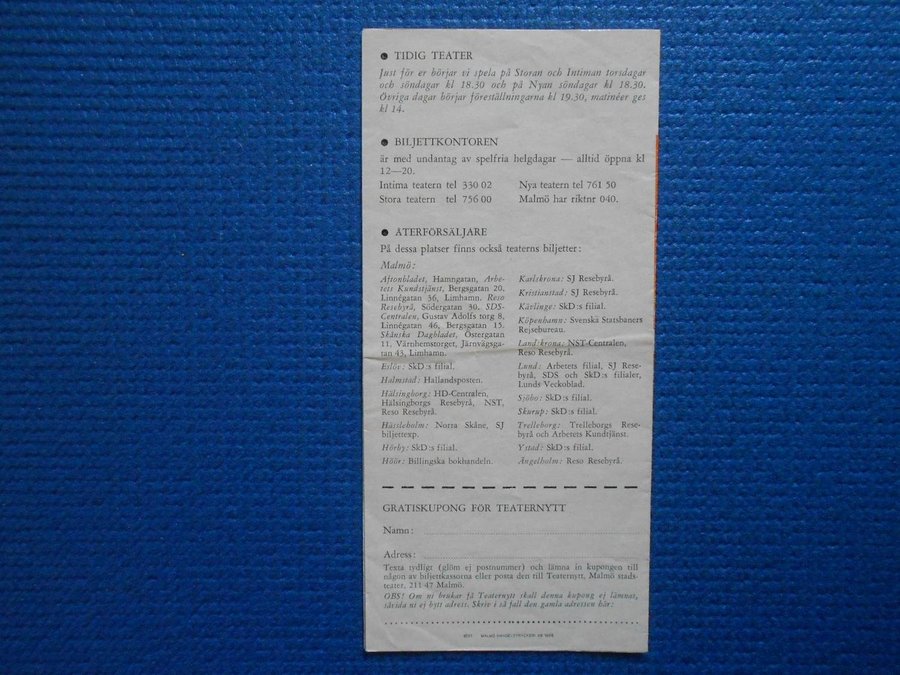 ● TIDIG TEATER
Just för er börjar vi spela på Storan och Intiman torsdagar
och söndagar kl 18.30 och på Nyan söndagar kl 18.30.
Övriga dagar börjar föreställningarna kl 19.30, matinéer ges
kl 14.
● BILJETTKONTOREN
är med undantag av spelfria helgdagar — alltid öppna kl
12—20.
Intima teatern tel 330 02
Stora teatern tel 756 00
Nya teatern tel 761 50
Malmö har riktnr 040.
● ÅTERFÖRSÄLJARE
På dessa platser finns också teaterns biljetter:
Malmö:
Aftonbladet, Hamngatan, Arbe-
tets Kundstjänst, Bergsgatan 20,
Linnégatan 36, Limhamn. Reso
Resebyrå, Södergatan 30. SDS-
Centralen, Gustav Adolfs torg 8,
Linnégatan 46, Bergsgatan 15.
Skånska Dagbladet, Östergatan
11, Värnhemstorget, Järnvägsga-
tan 43, Limhamn.
Eslöv: SkD:s filial.
Halmstad: Hallandsposten.
Hälsingborg: HD-Centralen,
Hälsingborgs Resebyrå, NST,
Reso Resebyrå.
Hässleholm: Norra Skåne, SJ
biljettexp.
Hörby: SkD:s filial.
Höör: Billingska bokhandeln.
Karlskrona: SJ Resebyrå.
Kristianstad: SJ Resebyrå.
Kävlinge: SkD:s filial.
Köpenhamn: Svenska Statsbaners
Rejsebureau.
Landskrona: NST-Centralen,
Reso Resebyrå.
Lund: Arbetets filial, SJ Rese-
byrå, SDS och SkD:s filialer,
Lunds Veckoblad.
Sjöbo: SkD:s filial.
Skurup: SkD:s filial.
Trelleborg: Trelleborgs Rese-
byrå och Arbetets Kundtjänst.
Ystad: SkD:s filial.
Ängelholm: Reso Resebyrå.
GRATISKUPONG FÖR TEATERNYTT
Namn:
Adress:
Texta tydligt (glöm ej postnummer) och lämna in kupongen till
någon av biljettkassorna eller posta den till Teaternytt, Malmö stads-
teater, 211 47 Malmö.
OBS! Om ni brukar få Teaternytt skall denna kupong ej lämnas,
såvida ni ej bytt adress. Skriv i så fall den gamla adressen här:
MALMÖ